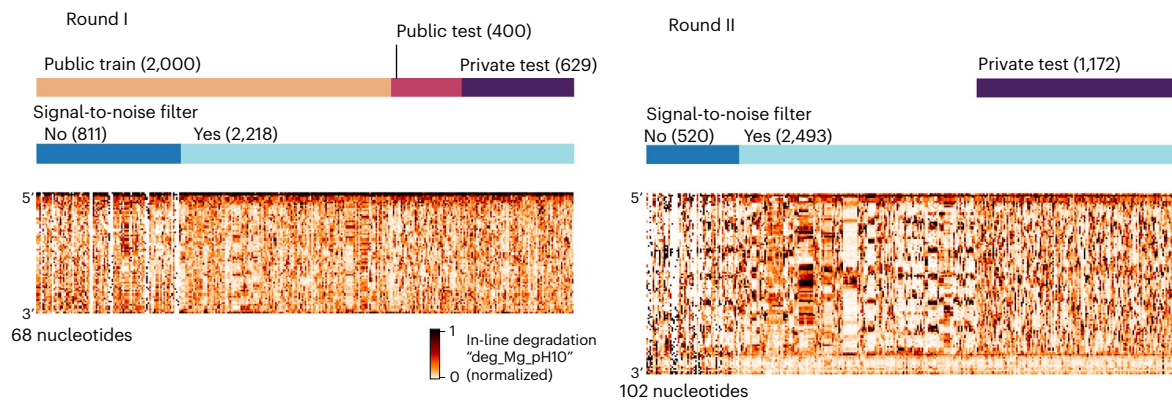 Round I
Public test (400)
Public train (2,000)
Private test (629)
Signal-to-noise filter
No (811)
Yes (2,218)
5′
3′
68 nucleotides
1
0
In-line degradation
“deg_Mg_pH10”
(normalized)
Round II
Private test (1,172)
Signal-to-noise filter
No (520)
Yes (2,493)
5′
3′
102 nucleotides